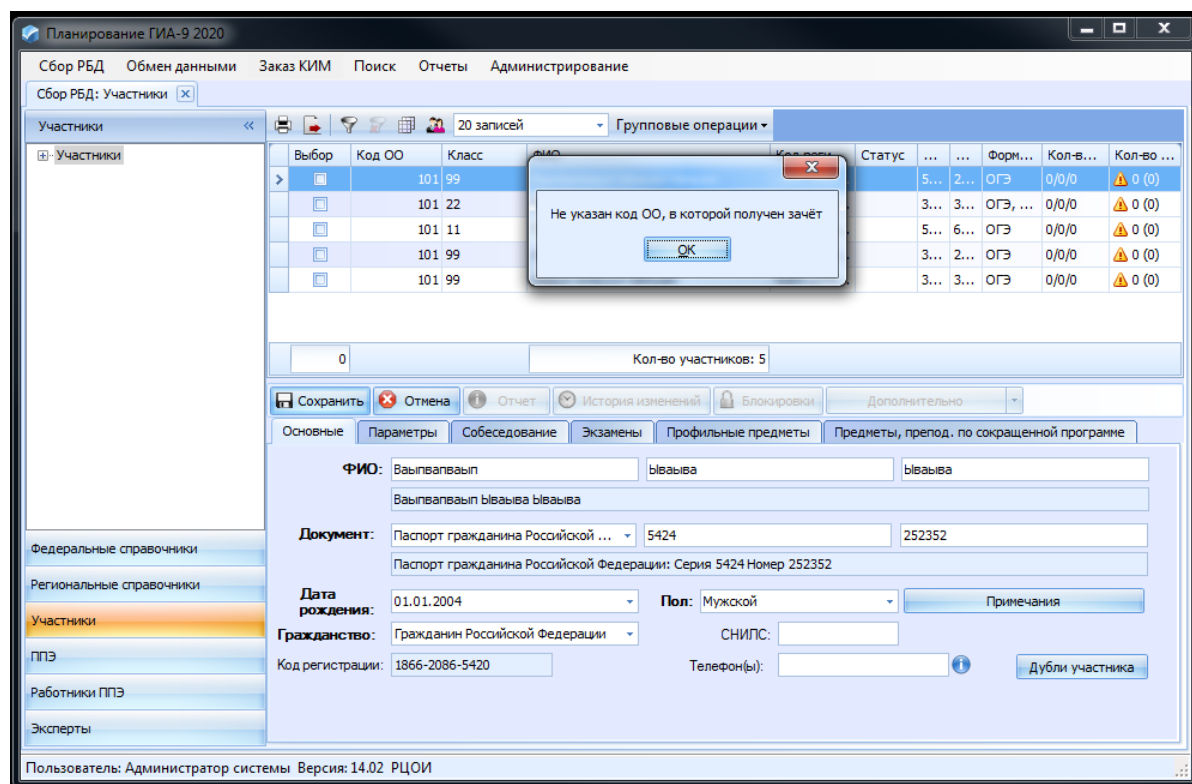 Планирование ГИА-9 2020
Сбор РБД Обмен данными Заказ КИМ Поиск Отчеты Администрирование
Сбор РБД: Участники
Участники « 20 записей Групповые операции
Участники
Выбор Код ОО Класс ФИО Код реги... Статус ... ... Форм... Кол-в... Кол-во ...
101 99 5... 2... ОГЭ 0/0/0 0 (0)
101 22 3... 3... ОГЭ, ... 0/0/0 0 (0)
101 11 5... 6... ОГЭ 0/0/0 0 (0)
101 99 3... 2... ОГЭ 0/0/0 0 (0)
101 99 3... 3... ОГЭ 0/0/0 0 (0)
Не указан код ОО, в которой получен зачёт
OK
0 Кол-во участников: 5
Сохранить Отмена Отчет История изменений Блокировки Дополнительно
Основные Параметры Собеседование Экзамены Профильные предметы Предметы, препод. по сокращенной программе
ФИО: Ваыпвапваып Ываыва Ываыва
Ваыпвапваып Ываыва Ываыва
Документ: Паспорт гражданина Российской ... 5424 252352
Паспорт гражданина Российской Федерации: Серия 5424 Номер 252352
Дата рождения: 01.01.2004 Пол: Мужской Примечания
Гражданство: Гражданин Российской Федерации СНИЛС:
Код регистрации: 1866-2086-5420 Телефон(ы): Дубли участника
Федеральные справочники
Региональные справочники
Участники
ППЭ
Работники ППЭ
Эксперты
Пользователь: Администратор системы Версия: 14.02 РЦОИ